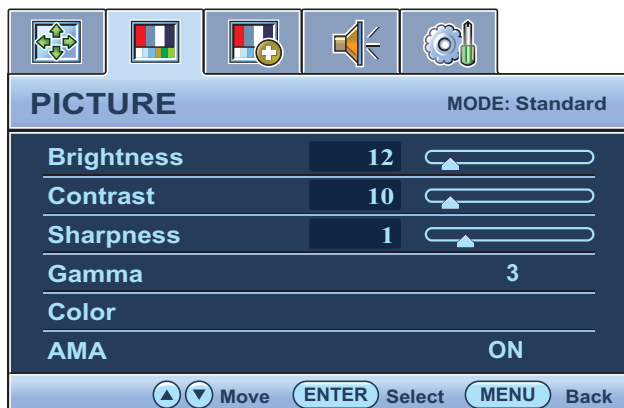 PICTURE MODE: Standard
Brightness 12
Contrast 10
Sharpness 1
Gamma 3
Color
AMA ON
Move ENTER Select MENU Back